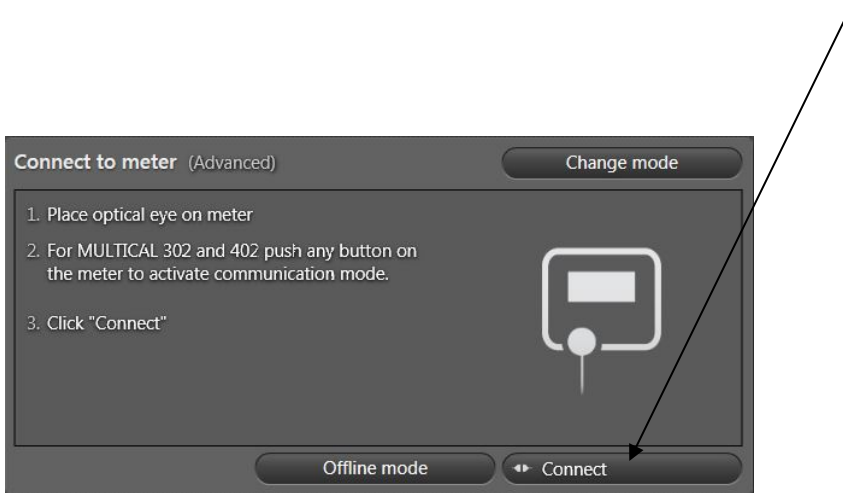 Connect to meter (Advanced)
Change mode
1. Place optical eye on meter
2. For MULTICAL 302 and 402 push any button on
the meter to activate communication mode.
3. Click "Connect"
Offline mode
Connect